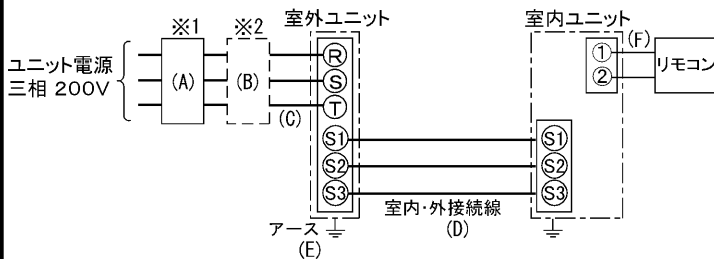 ※1
※2
室外ユニット
室内ユニット
ユニット電源
三相 200V
(A)
(B)
(C)
R
S
T
S1
S2
S3
アース
(E)
室内・外接続線
(D)
S1
S2
S3
1
2
(F)
リモコン